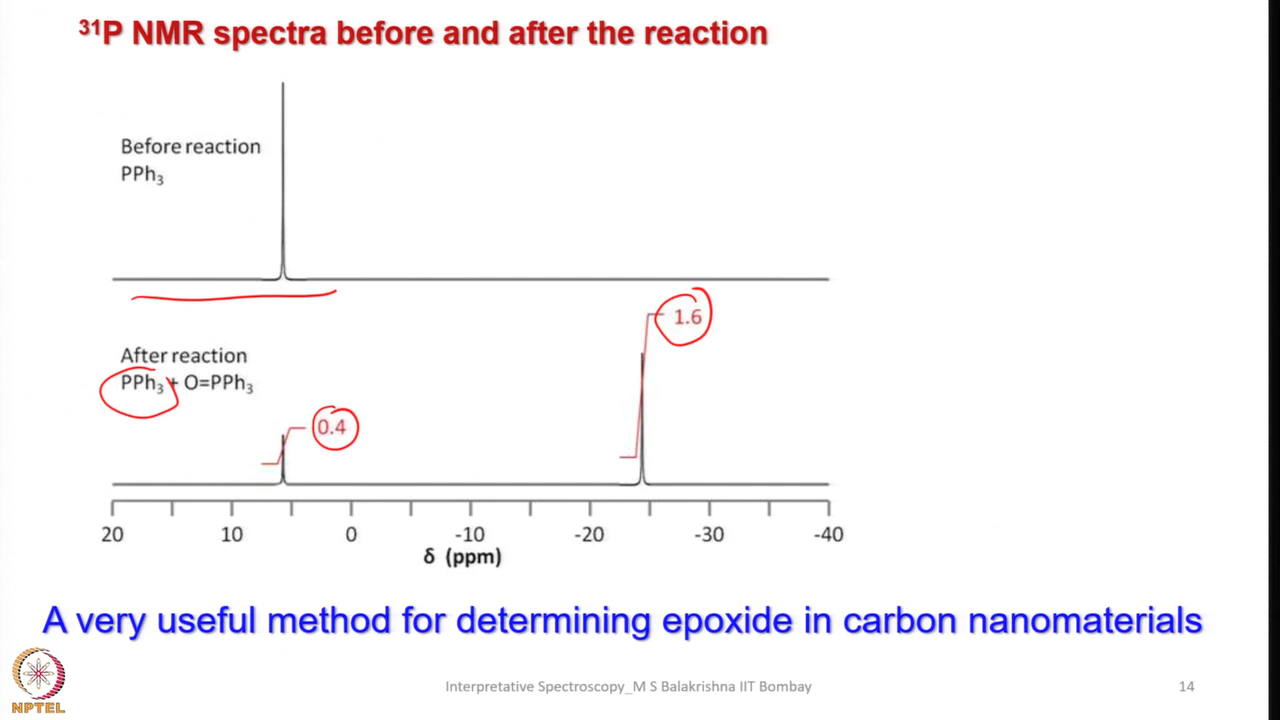 ³¹P NMR spectra before and after the reaction
Before reaction
PPh₃
1.6
After reaction
PPh₃ + O=PPh₃
0.4
20 10 0 -10 -20 -30 -40
δ (ppm)
A very useful method for determining epoxide in carbon nanomaterials
NPTEL
Interpretative Spectroscopy_M S Balakrishna IIT Bombay
14